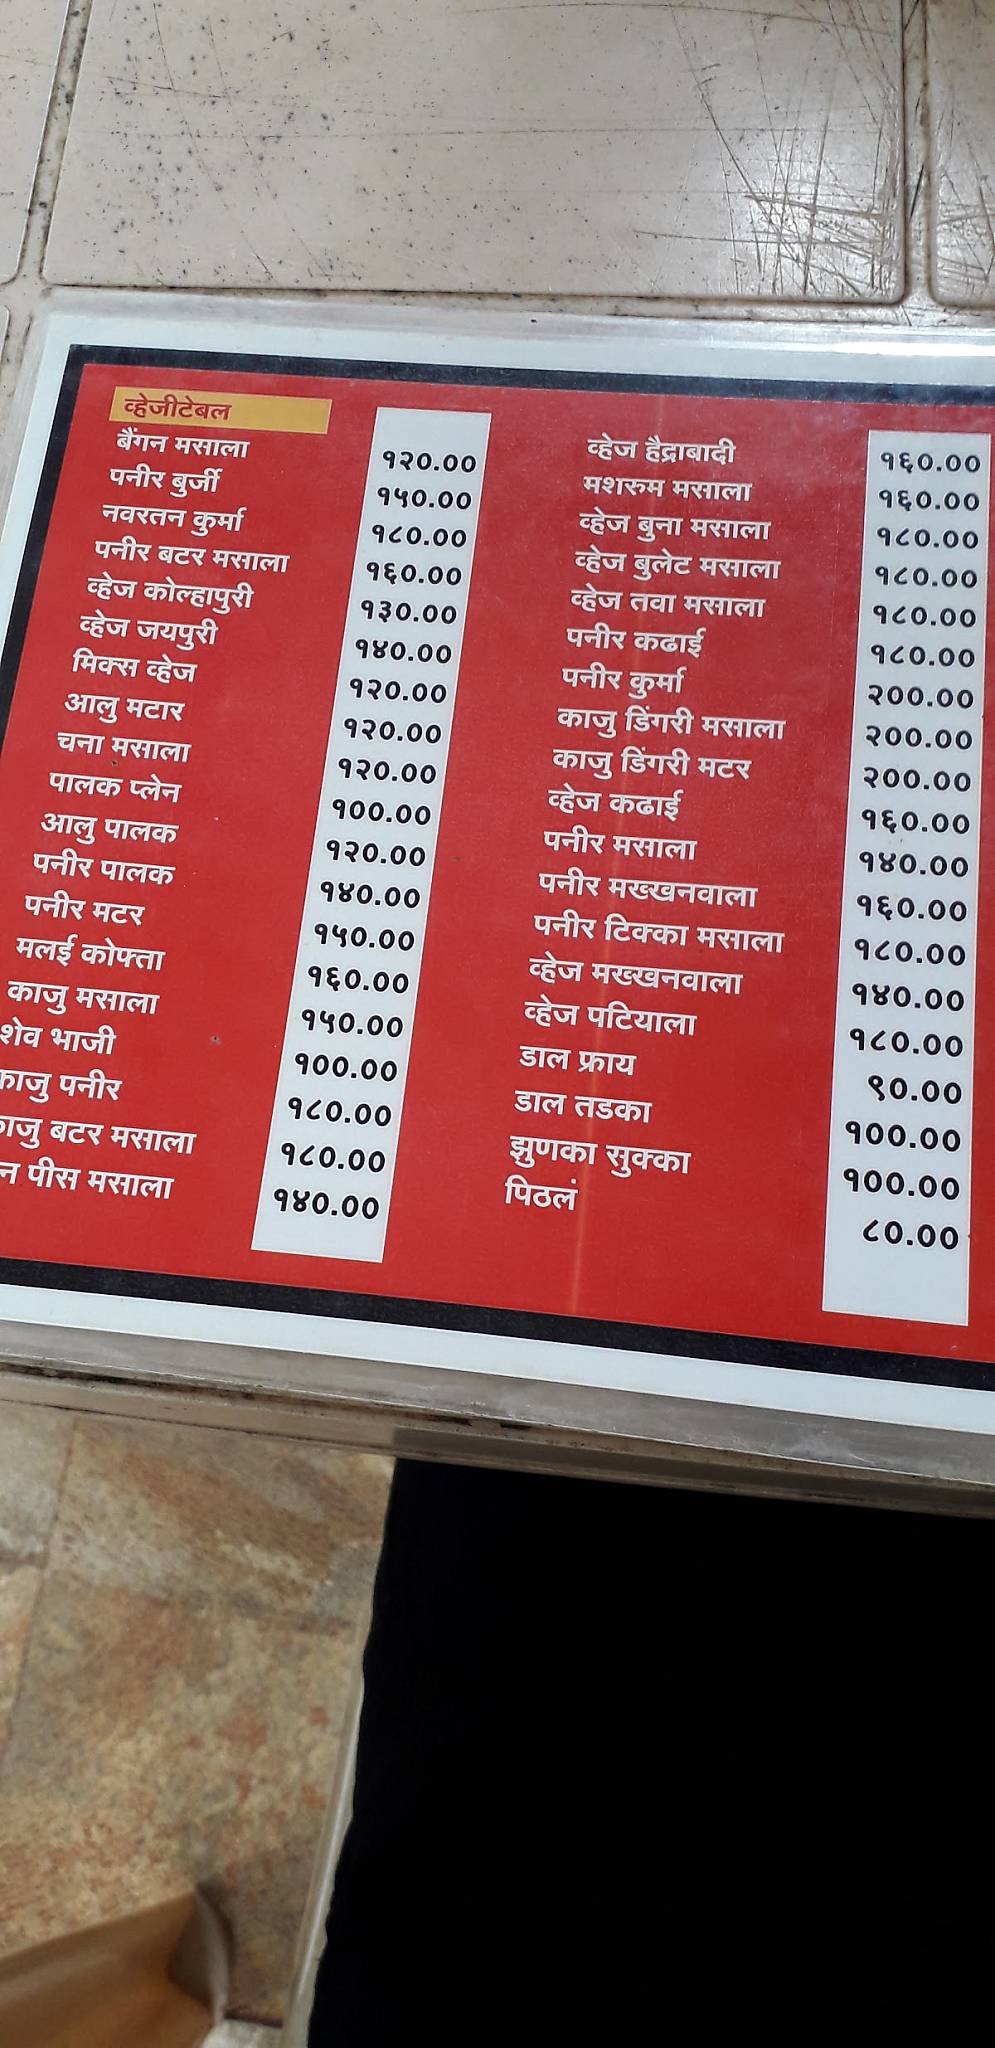 व्हेजीटेबल
बैंगन मसाला १२०.००
पनीर बुर्जी १५०.००
नवरतन कुर्मा १८०.००
पनीर बटर मसाला १६०.००
व्हेज कोल्हापुरी १३०.००
व्हेज जयपुरी १४०.००
मिक्स व्हेज १२०.००
आलु मटार १२०.००
चना मसाला १२०.००
पालक प्लेन १००.००
आलु पालक १२०.००
पनीर पालक १४०.००
पनीर मटर १५०.००
मलई कोफ्ता १६०.००
काजु मसाला १५०.००
शेव भाजी १००.००
काजु पनीर १८०.००
काजु बटर मसाला १८०.००
पीस मसाला १४०.००
व्हेज हैद्राबादी १६०.००
मशरुम मसाला १६०.००
व्हेज बुना मसाला १८०.००
व्हेज बुलेट मसाला १८०.००
व्हेज तवा मसाला १८०.००
पनीर कढाई १८०.००
पनीर कुर्मा २००.००
काजु डिंगरी मसाला २००.००
काजु डिंगरी मटर २००.००
व्हेज कढाई १६०.००
पनीर मसाला १४०.००
पनीर मख्खनवाला १६०.००
पनीर टिक्का मसाला १८०.००
व्हेज मख्खनवाला १४०.००
व्हेज पटियाला १८०.००
डाल फ्राय ९०.००
डाल तडका १००.००
झुणका सुक्का १००.००
पिठलं ८०.००